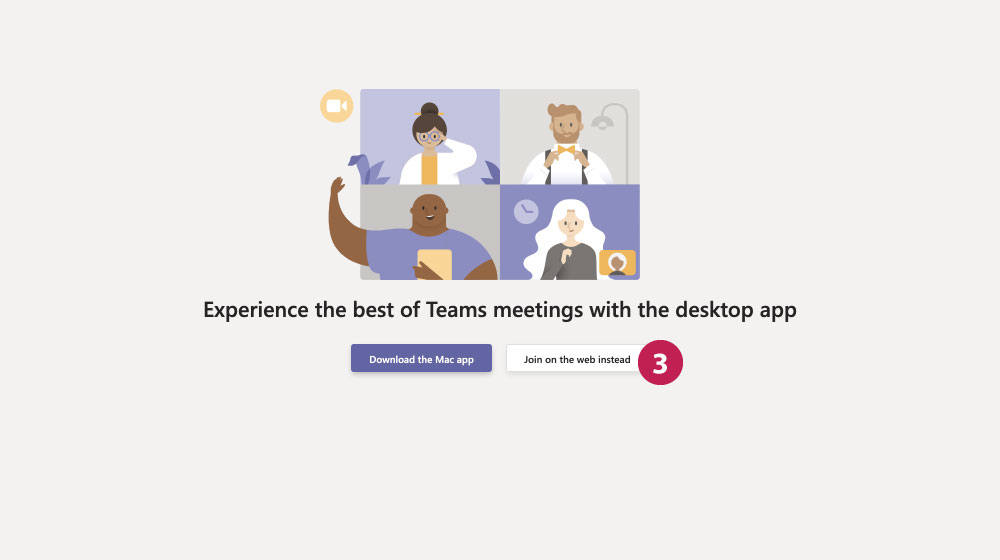 Experience the best of Teams meetings with the desktop app
Download the Mac app
Join on the web instead
3